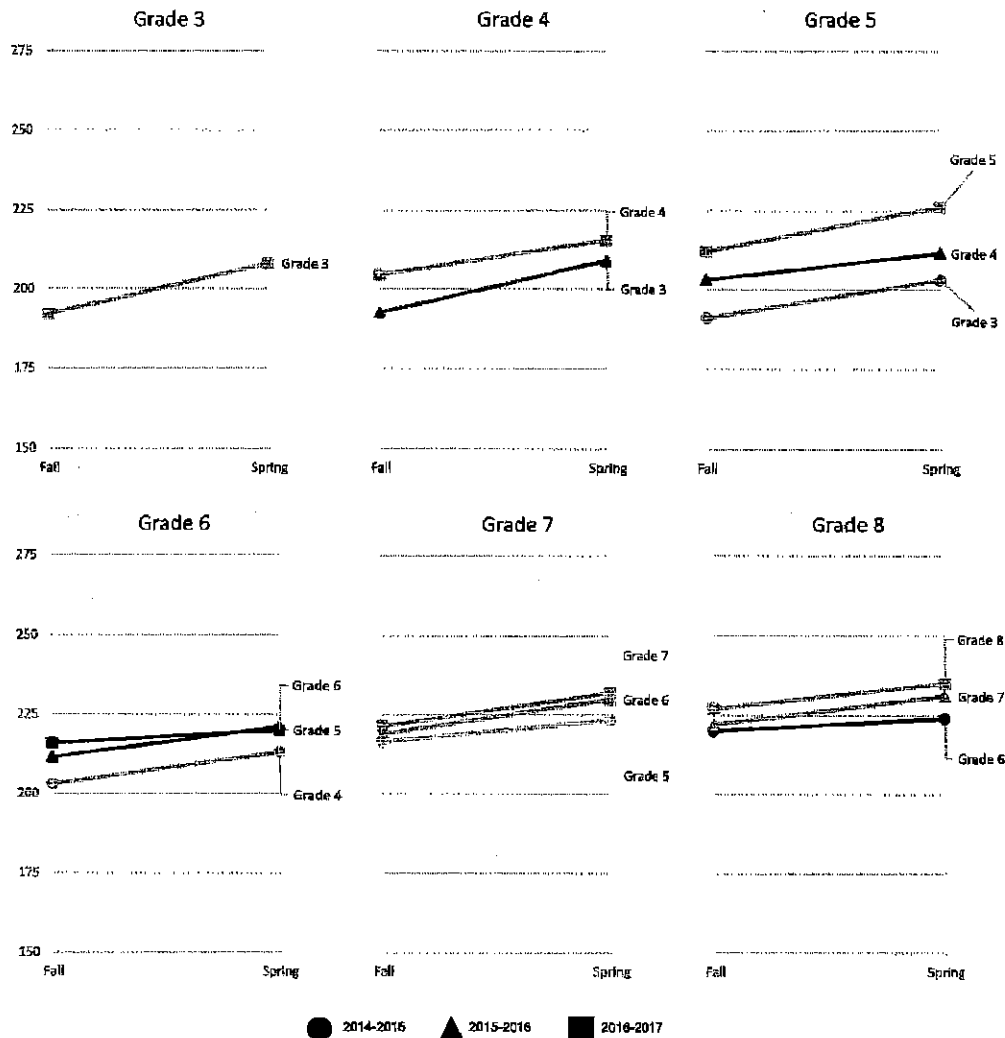 Grade 3 Grade 4 Grade 5
275
250
Grade 5
225
Grade 4
Grade 4
Grade 3
200
Grade 3
Grade 3
175
150
Fall Spring Fall Spring Fall Spring
Grade 6 Grade 7 Grade 8
275
250
Grade 8
Grade 7
Grade 6
Grade 6
Grade 7
225
Grade 5
Grade 6
Grade 5
200
Grade 4
175
150
Fall Spring Fall Spring Fall Spring
2014-2015 2015-2016 2016-2017